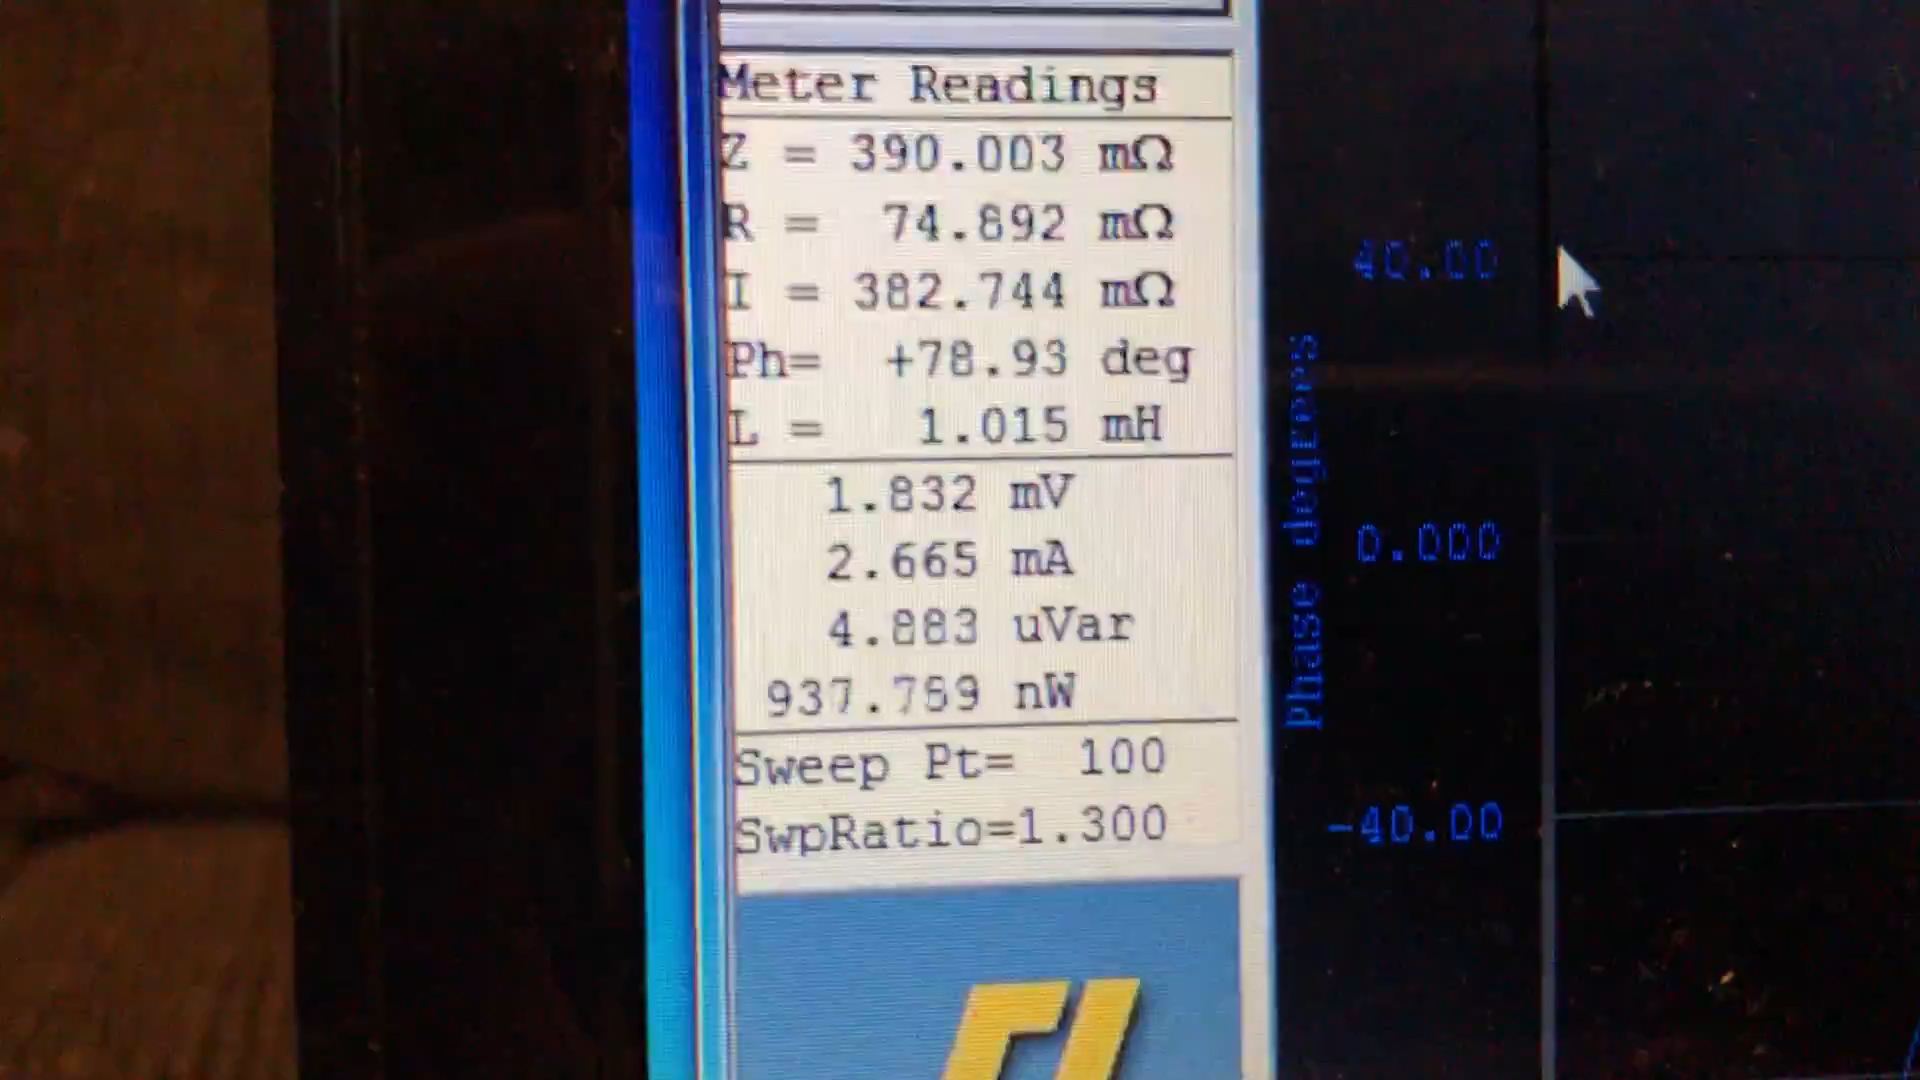 Meter Readings
Z = 390.003 mΩ
R = 74.892 mΩ
I = 382.744 mΩ
Ph= +78.93 deg
L = 1.015 mH
1.832 mV
2.665 mA
4.883 uVar
937.769 nW
Sweep Pt= 100
SwpRatio=1.300
Phase degrees
40.00
0.000
-40.00